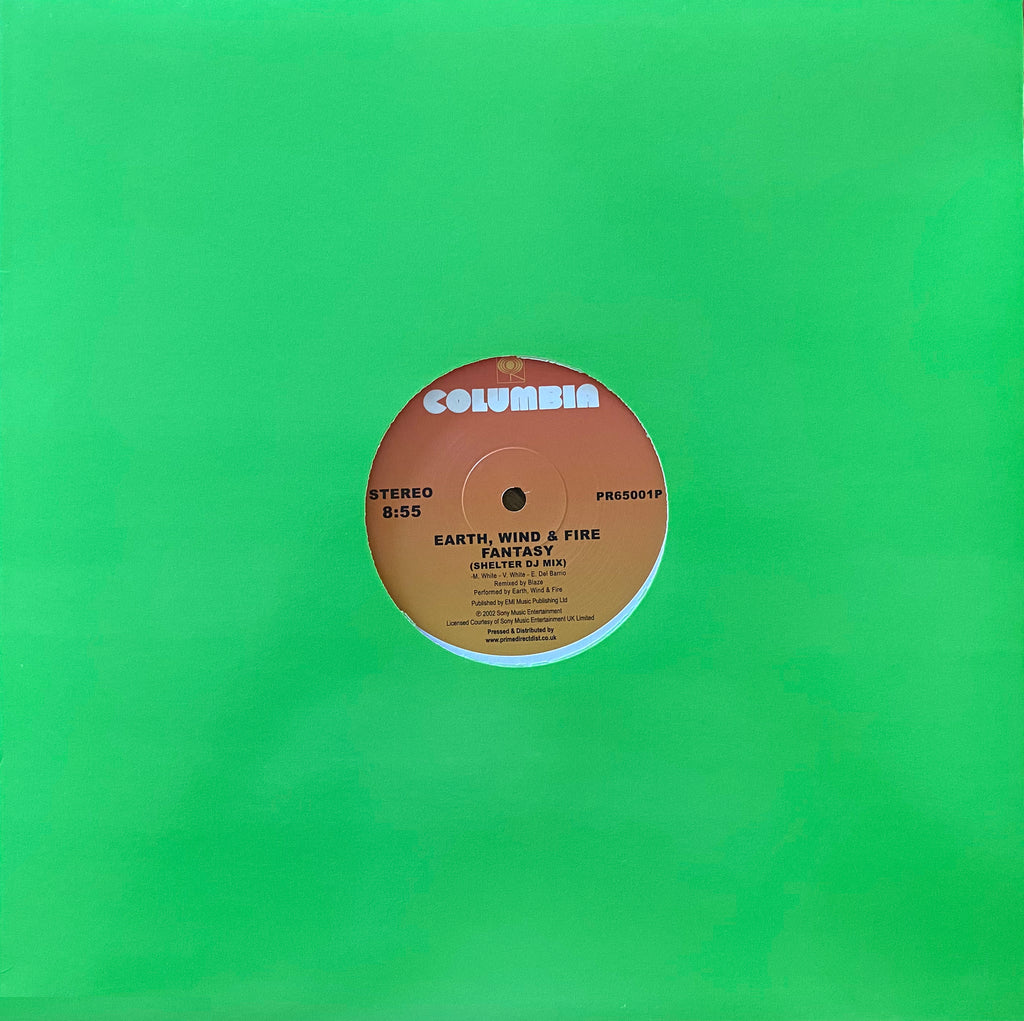 COLUMBIA
STEREO
8:55
PR65001P
EARTH, WIND & FIRE
FANTASY
(SHELTER DJ MIX)
-M. White - V. White - E. Del Barrio
Remixed by Blaze
Performed by Earth, Wind & Fire
Published by EMI Music Publishing Ltd
℗ 2002 Sony Music Entertainment
Licensed Courtesy of Sony Music Entertainment UK Limited
Pressed & Distributed by
www.primedirectdist.co.uk